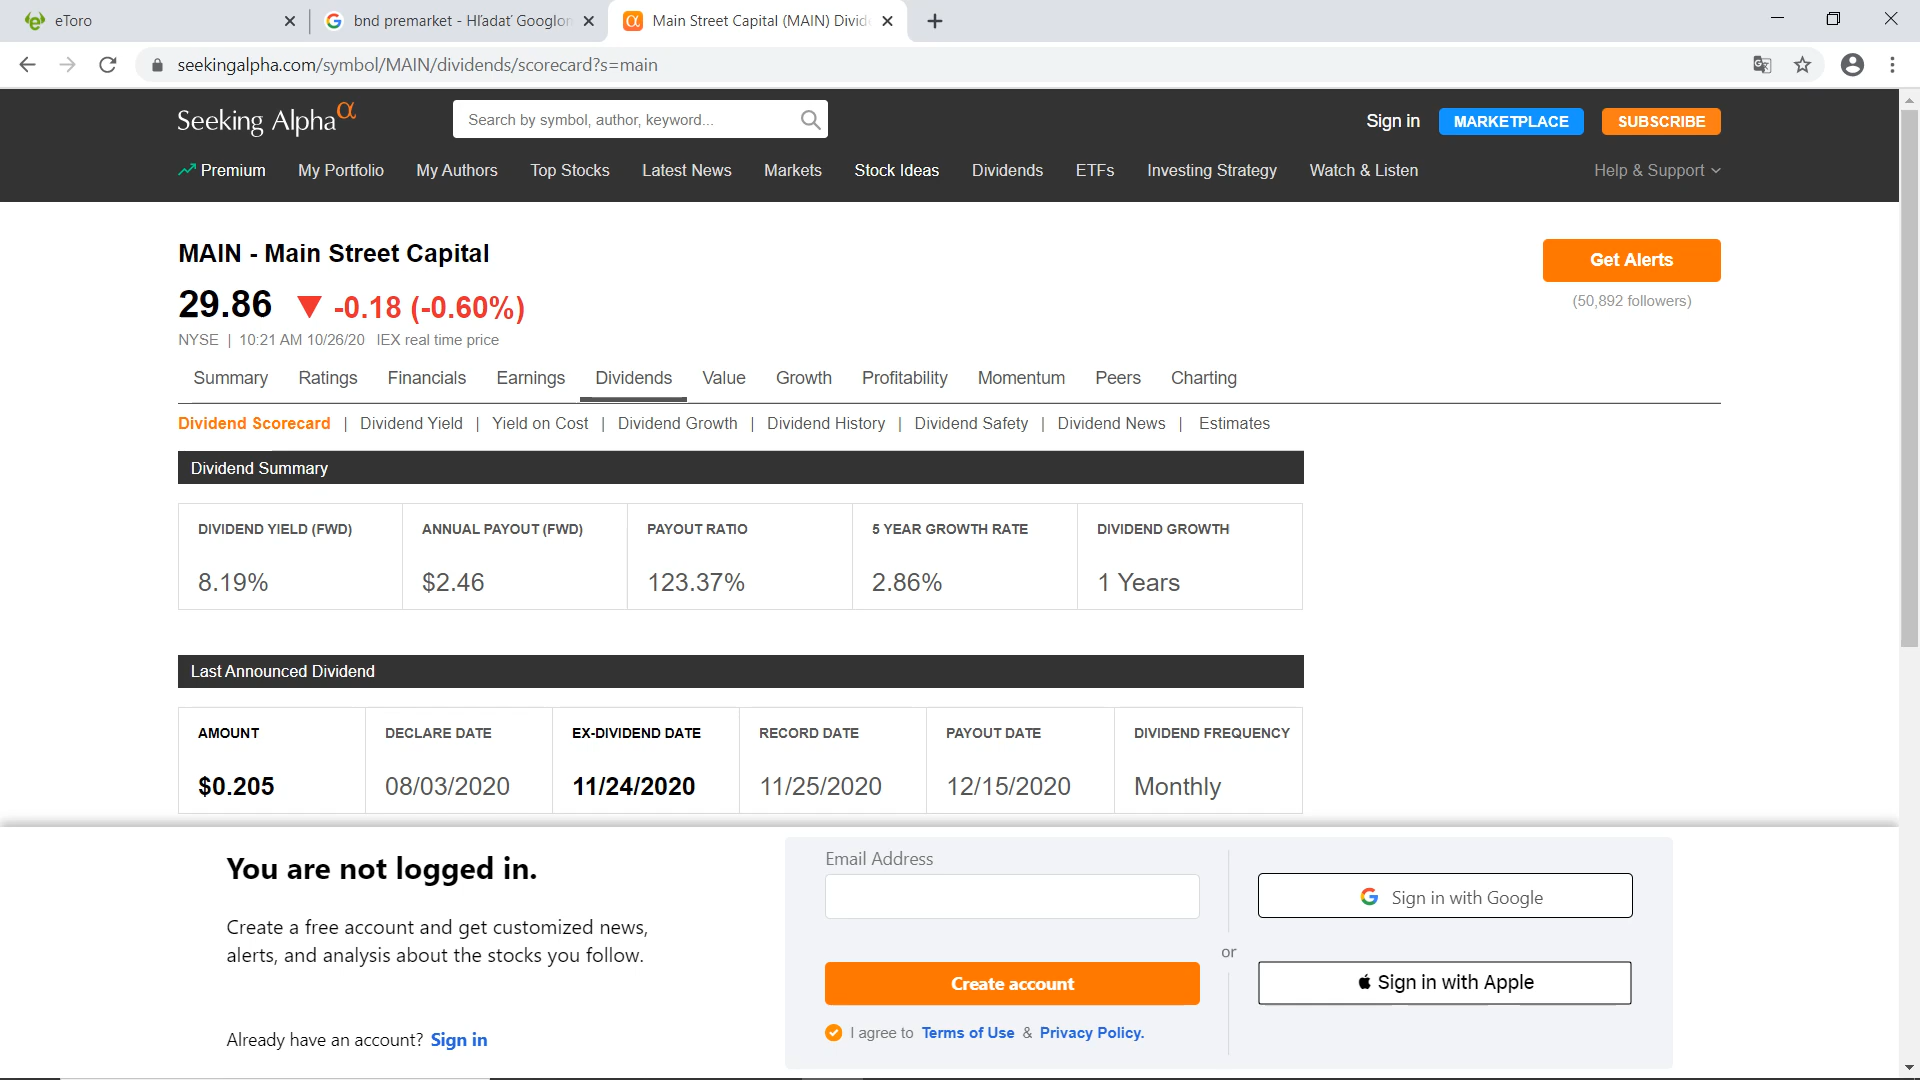 eToro
bnd premarket - Hľadať Googlon
Main Street Capital (MAIN) Divid
seekingalpha.com/symbol/MAIN/dividends/scorecard?s=main
Seeking Alpha α
Search by symbol, author, keyword...
Sign in
MARKETPLACE
SUBSCRIBE
Premium My Portfolio My Authors Top Stocks Latest News Markets Stock Ideas Dividends ETFs Investing Strategy Watch & Listen Help & Support
MAIN - Main Street Capital
Get Alerts
29.86 ▼ -0.18 (-0.60%)
(50,892 followers)
NYSE | 10:21 AM 10/26/20 IEX real time price
Summary Ratings Financials Earnings Dividends Value Growth Profitability Momentum Peers Charting
Dividend Scorecard | Dividend Yield | Yield on Cost | Dividend Growth | Dividend History | Dividend Safety | Dividend News | Estimates
Dividend Summary
DIVIDEND YIELD (FWD) ANNUAL PAYOUT (FWD) PAYOUT RATIO 5 YEAR GROWTH RATE DIVIDEND GROWTH
8.19% $2.46 123.37% 2.86% 1 Years
Last Announced Dividend
AMOUNT DECLARE DATE EX-DIVIDEND DATE RECORD DATE PAYOUT DATE DIVIDEND FREQUENCY
$0.205 08/03/2020 11/24/2020 11/25/2020 12/15/2020 Monthly
You are not logged in.
Create a free account and get customized news,
alerts, and analysis about the stocks you follow.
Already have an account? Sign in
Email Address
Create account
I agree to Terms of Use & Privacy Policy.
or
Sign in with Google
Sign in with Apple